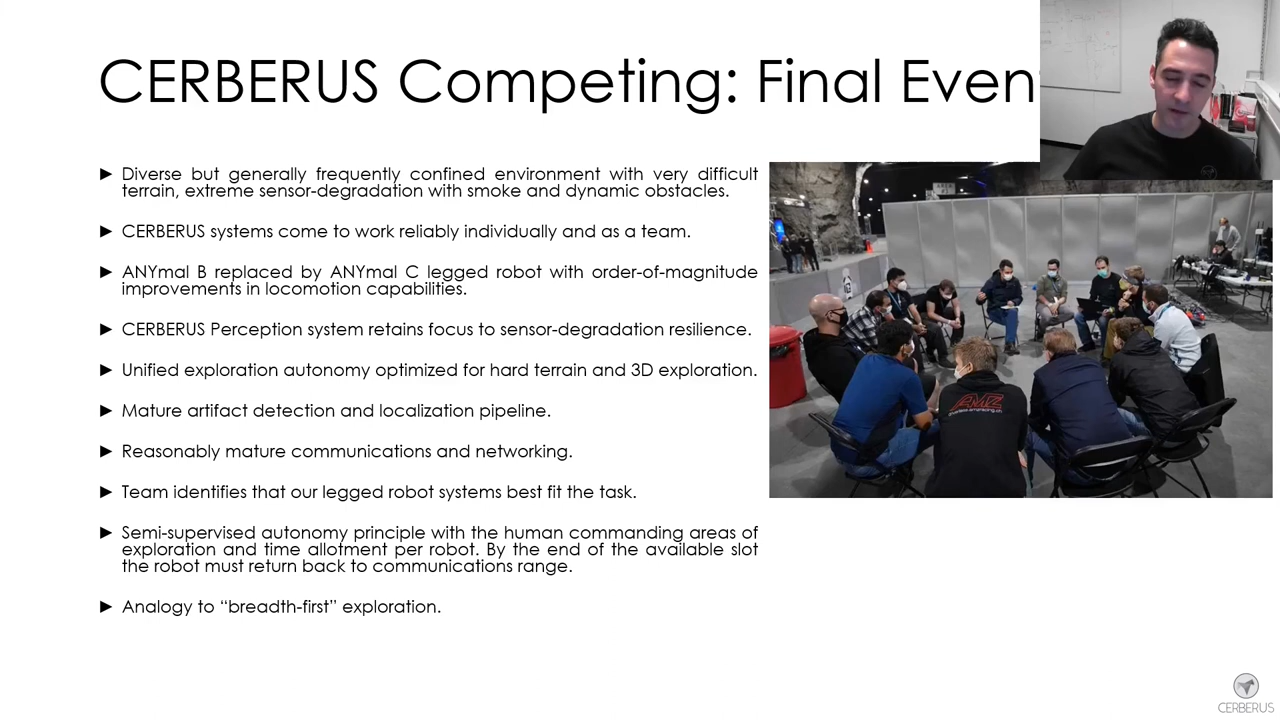 CERBERUS Competing: Final Even
► Diverse but generally frequently confined environment with very difficult
terrain, extreme sensor-degradation with smoke and dynamic obstacles.
► CERBERUS systems come to work reliably individually and as a team.
► ANYmal B replaced by ANYmal C legged robot with order-of-magnitude
improvements in locomotion capabilities.
► CERBERUS Perception system retains focus to sensor-degradation resilience.
► Unified exploration autonomy optimized for hard terrain and 3D exploration.
► Mature artifact detection and localization pipeline.
► Reasonably mature communications and networking.
► Team identifies that our legged robot systems best fit the task.
► Semi-supervised autonomy principle with the human commanding areas of
exploration and time allotment per robot. By the end of the available slot
the robot must return back to communications range.
► Analogy to “breadth-first” exploration.
AMZ
CERBERUS